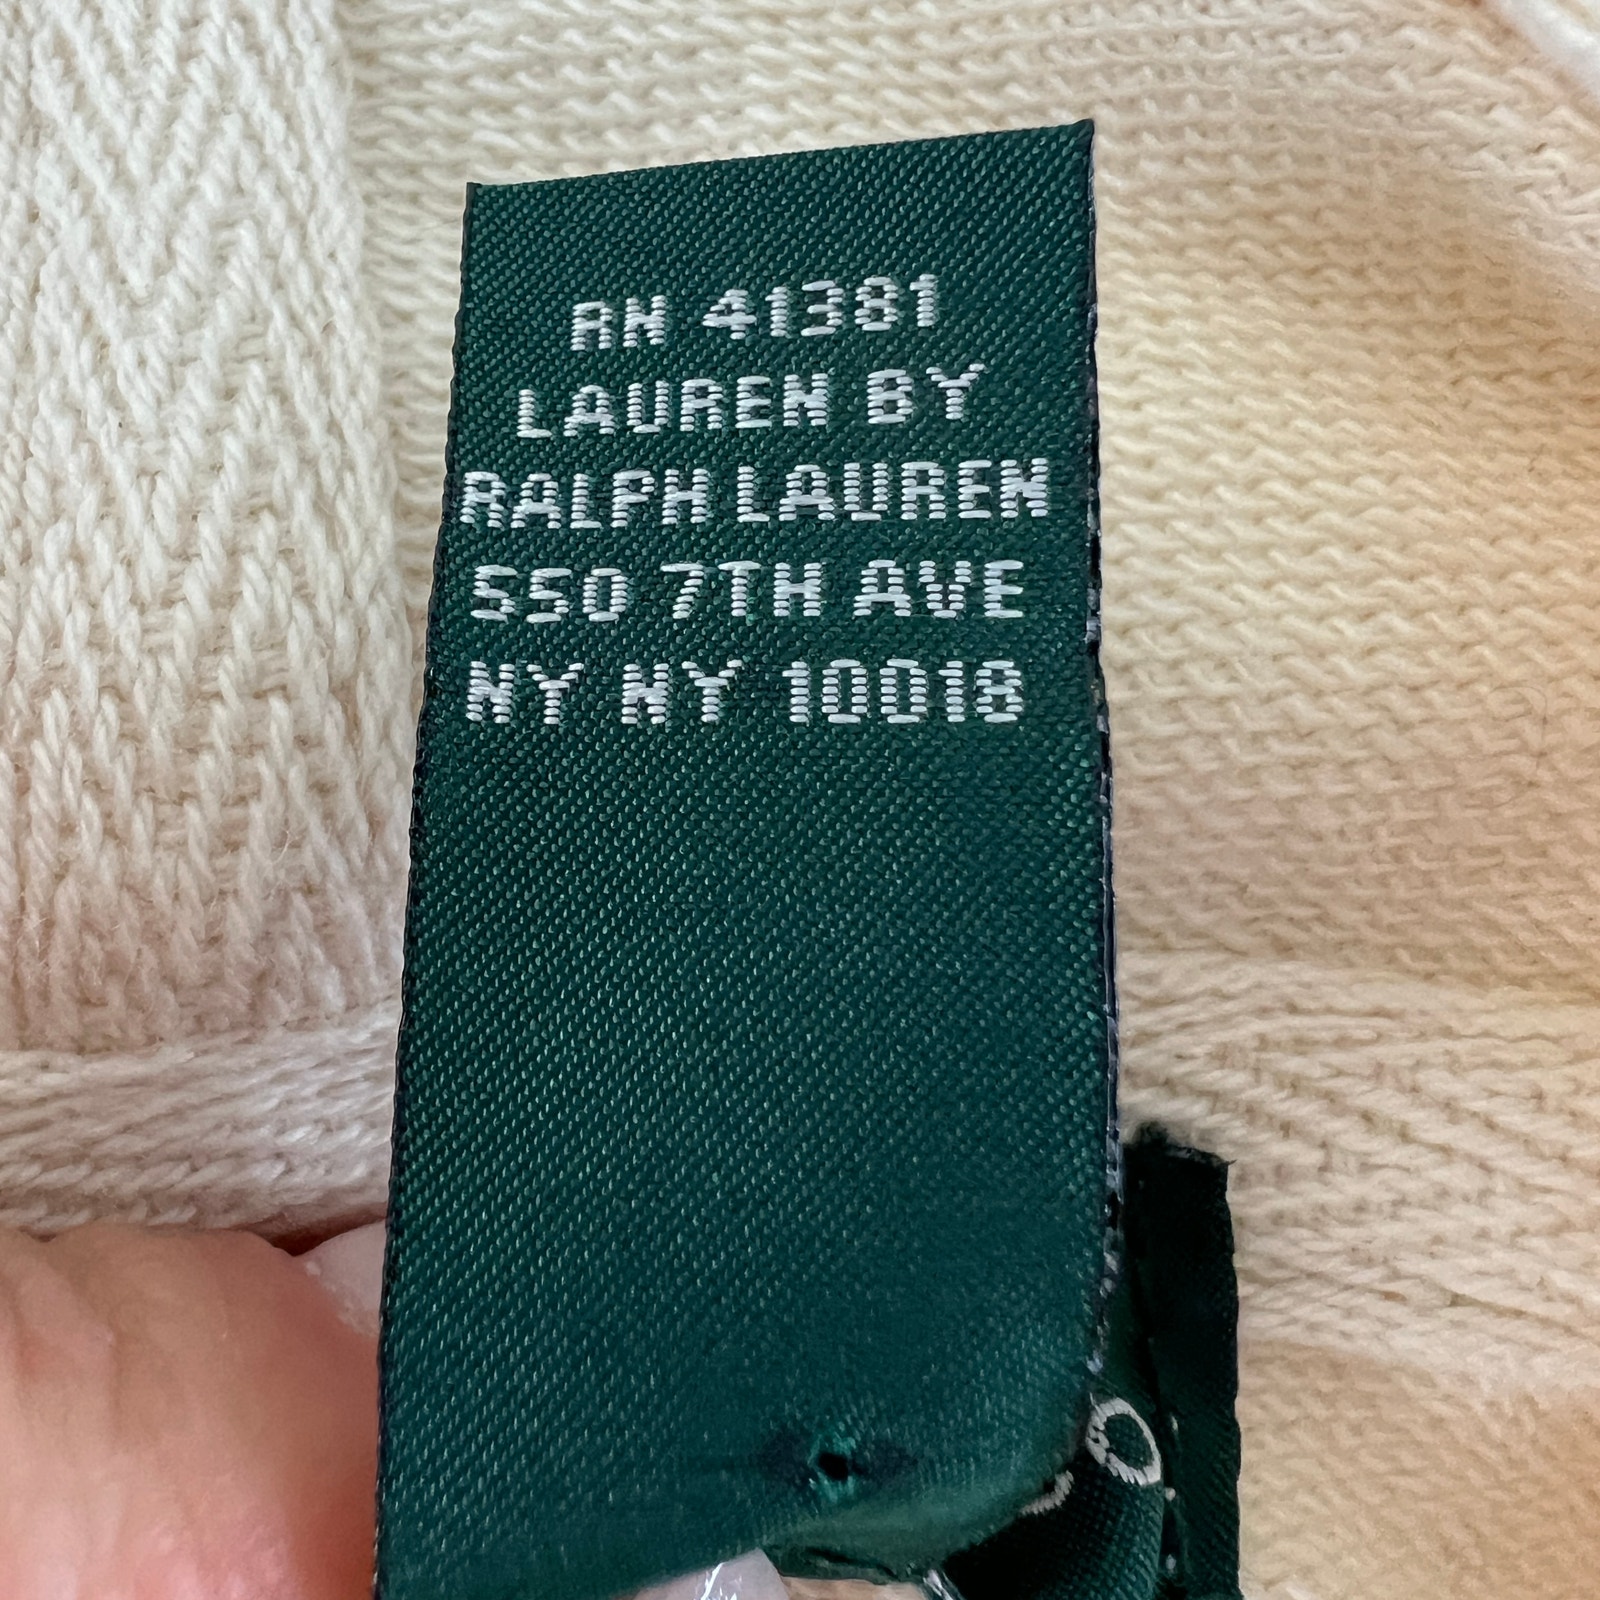 RN 41381
LAUREN BY
RALPH LAUREN
550 7TH AVE
NY NY 10018